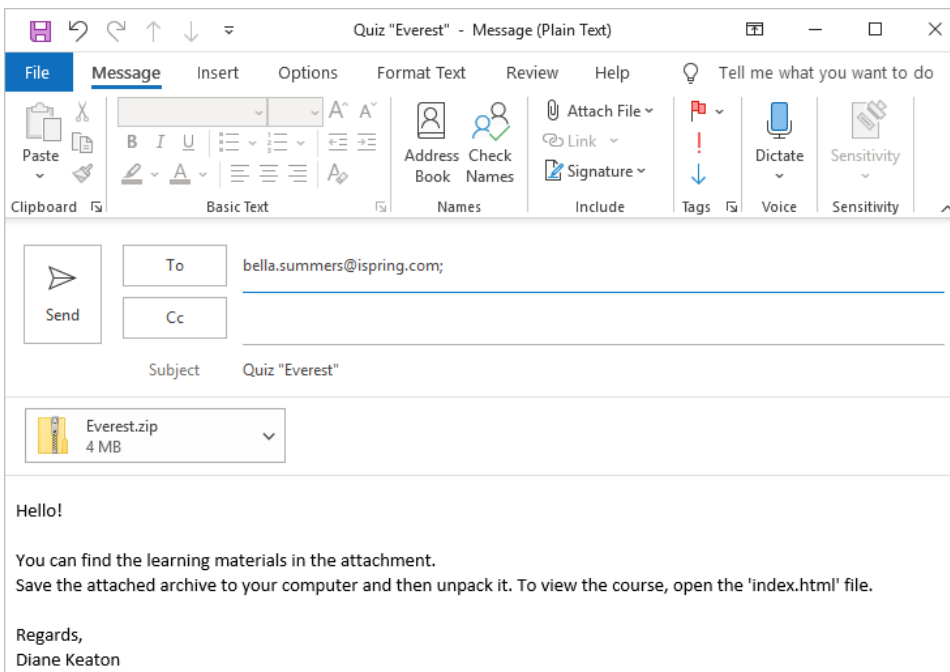 Quiz "Everest" - Message (Plain Text)
File Message Insert Options Format Text Review Help Tell me what you want to do
Paste
B I U A
Address Book
Check Names
Attach File
Link
Signature
Dictate
Sensitivity
Clipboard Basic Text Names Include Tags Voice Sensitivity
Send
To bella.summers@ispring.com;
Cc
Subject Quiz "Everest"
Everest.zip
4 MB
Hello!
You can find the learning materials in the attachment.
Save the attached archive to your computer and then unpack it. To view the course, open the 'index.html' file.
Regards,
Diane Keaton